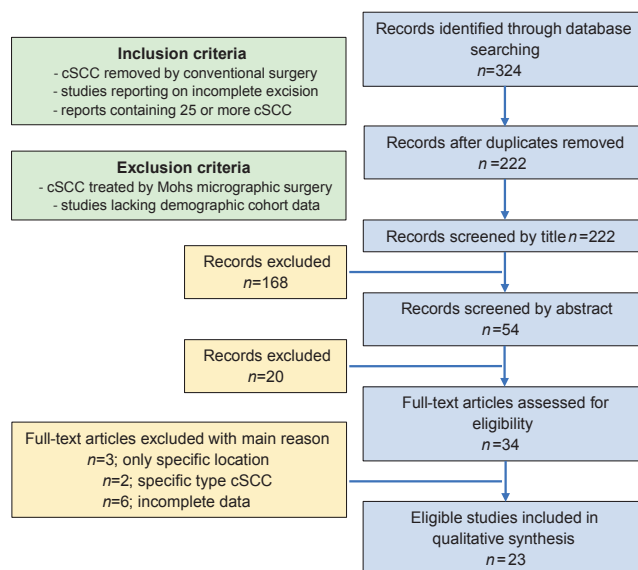 Inclusion criteria
- cSCC removed by conventional surgery
- studies reporting on incomplete excision
- reports containing 25 or more cSCC
Exclusion criteria
- cSCC treated by Mohs micrographic surgery
- studies lacking demographic cohort data
Records identified through database
searching
n=324
Records after duplicates removed
n=222
Records screened by title n=222
Records excluded
n=168
Records screened by abstract
n=54
Records excluded
n=20
Full-text articles assessed for
eligibility
n=34
Full-text articles excluded with main reason
n=3; only specific location
n=2; specific type cSCC
n=6; incomplete data
Eligible studies included in
qualitative synthesis
n=23